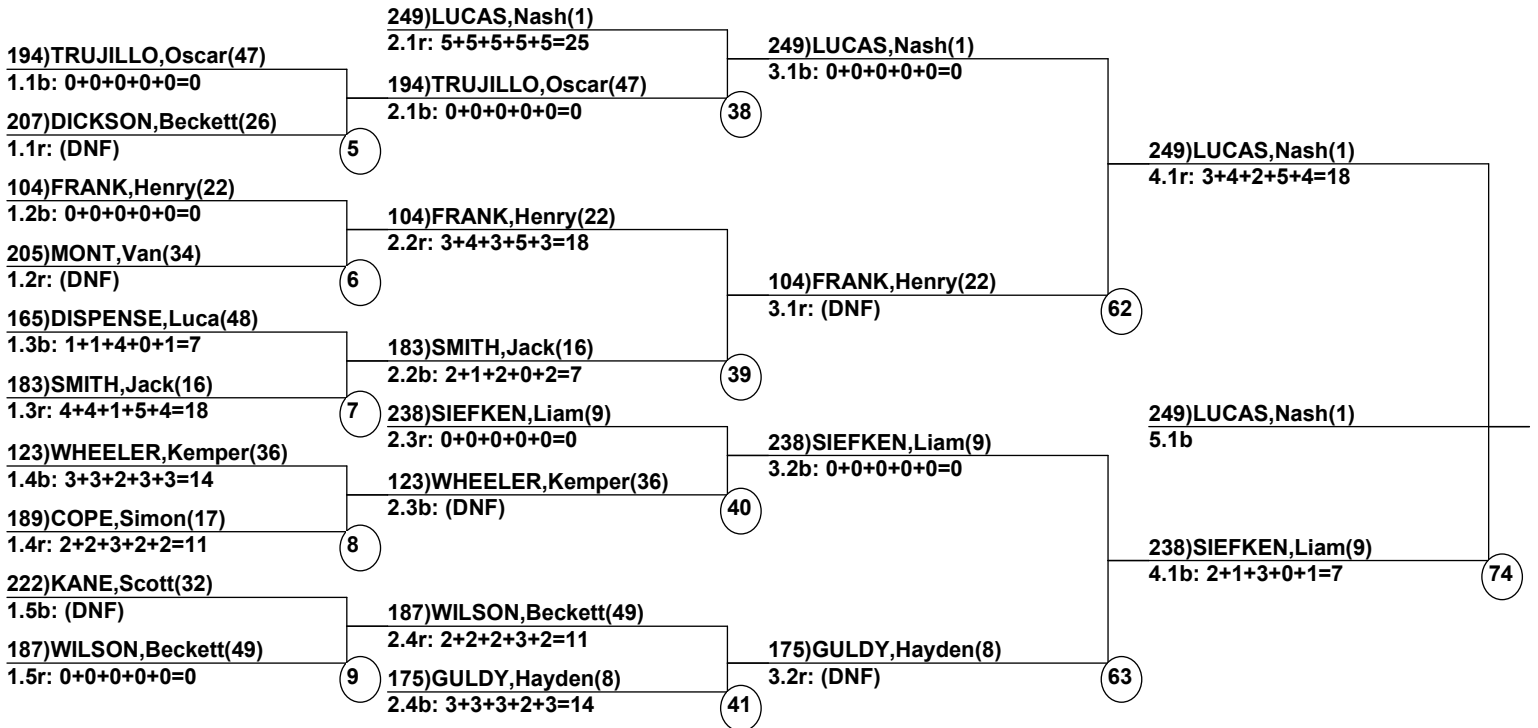 194)TRUJILLO,Oscar(47)
1.1b: 0+0+0+0+0=0
207)DICKSON,Beckett(26)
1.1r: (DNF)
5
104)FRANK,Henry(22)
1.2b: 0+0+0+0+0=0
205)MONT,Van(34)
1.2r: (DNF)
6
165)DISPENSE,Luca(48)
1.3b: 1+1+4+0+1=7
183)SMITH,Jack(16)
1.3r: 4+4+1+5+4=18
7
123)WHEELER,Kemper(36)
1.4b: 3+3+2+3+3=14
189)COPE,Simon(17)
1.4r: 2+2+3+2+2=11
8
222)KANE,Scott(32)
1.5b: (DNF)
187)WILSON,Beckett(49)
1.5r: 0+0+0+0+0=0
9
249)LUCAS,Nash(1)
2.1r: 5+5+5+5+5=25
194)TRUJILLO,Oscar(47)
2.1b: 0+0+0+0+0=0
38
104)FRANK,Henry(22)
2.2r: 3+4+3+5+3=18
183)SMITH,Jack(16)
2.2b: 2+1+2+0+2=7
39
238)SIEFKEN,Liam(9)
2.3r: 0+0+0+0+0=0
123)WHEELER,Kemper(36)
2.3b: (DNF)
40
187)WILSON,Beckett(49)
2.4r: 2+2+2+3+2=11
175)GULDY,Hayden(8)
2.4b: 3+3+3+2+3=14
41
249)LUCAS,Nash(1)
3.1b: 0+0+0+0+0=0
104)FRANK,Henry(22)
3.1r: (DNF)
62
238)SIEFKEN,Liam(9)
3.2b: 0+0+0+0+0=0
175)GULDY,Hayden(8)
3.2r: (DNF)
63
249)LUCAS,Nash(1)
4.1r: 3+4+2+5+4=18
238)SIEFKEN,Liam(9)
4.1b: 2+1+3+0+1=7
74
249)LUCAS,Nash(1)
5.1b